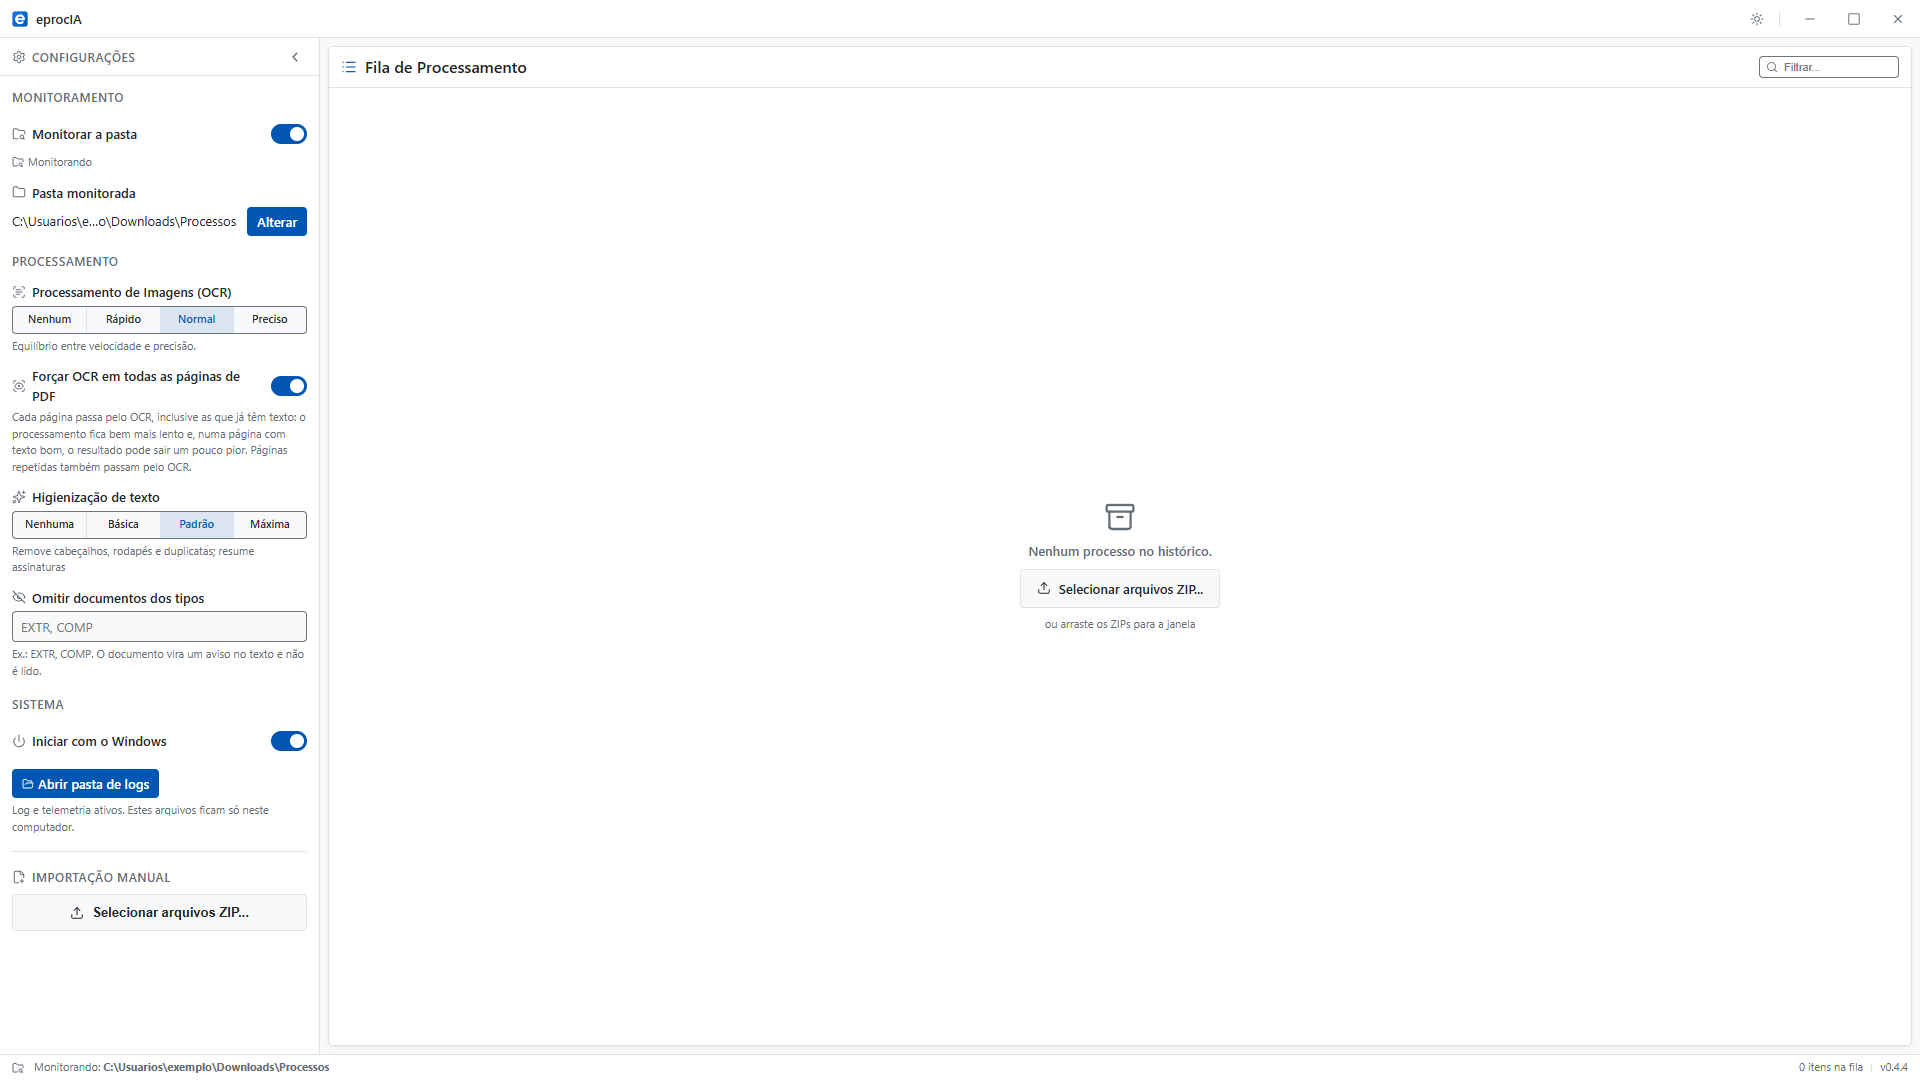 eprocIA
CONFIGURAÇÕES
MONITORAMENTO
Monitorar a pasta
Monitorando
Pasta monitorada
C:\Usuarios\e...o\Downloads\Processos
Alterar
PROCESSAMENTO
Processamento de Imagens (OCR)
Nenhum Rápido Normal Preciso
Equilíbrio entre velocidade e precisão.
Forçar OCR em todas as páginas de
PDF
Cada página passa pelo OCR, inclusive as que já têm texto: o
processamento fica bem mais lento e, numa página com
texto bom, o resultado pode sair um pouco pior. Páginas
repetidas também passam pelo OCR.
Higienização de texto
Nenhuma Básica Padrão Máxima
Remove cabeçalhos, rodapés e duplicatas; resume
assinaturas
Omitir documentos dos tipos
EXTR, COMP
Ex.: EXTR, COMP. O documento vira um aviso no texto e não
é lido.
SISTEMA
Iniciar com o Windows
Abrir pasta de logs
Log e telemetria ativos. Estes arquivos ficam só neste
computador.
IMPORTAÇÃO MANUAL
Selecionar arquivos ZIP...
Fila de Processamento
Filtrar...
Nenhum processo no histórico.
Selecionar arquivos ZIP...
ou arraste os ZIPs para a janela
Monitorando: C:\Usuarios\exemplo\Downloads\Processos
0 itens na fila
v0.4.4